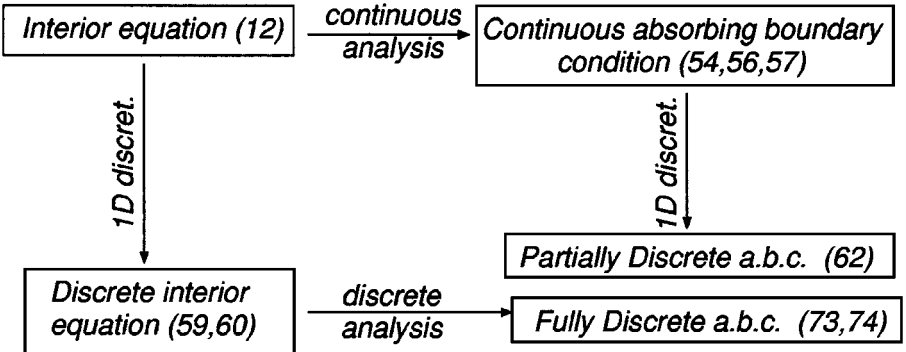 Interior equation (12)
continuous
analysis
Continuous absorbing boundary
condition (54,56,57)
1D discret.
1D discret.
Partially Discrete a.b.c. (62)
Discrete interior
equation (59,60)
discrete
analysis
Fully Discrete a.b.c. (73,74)